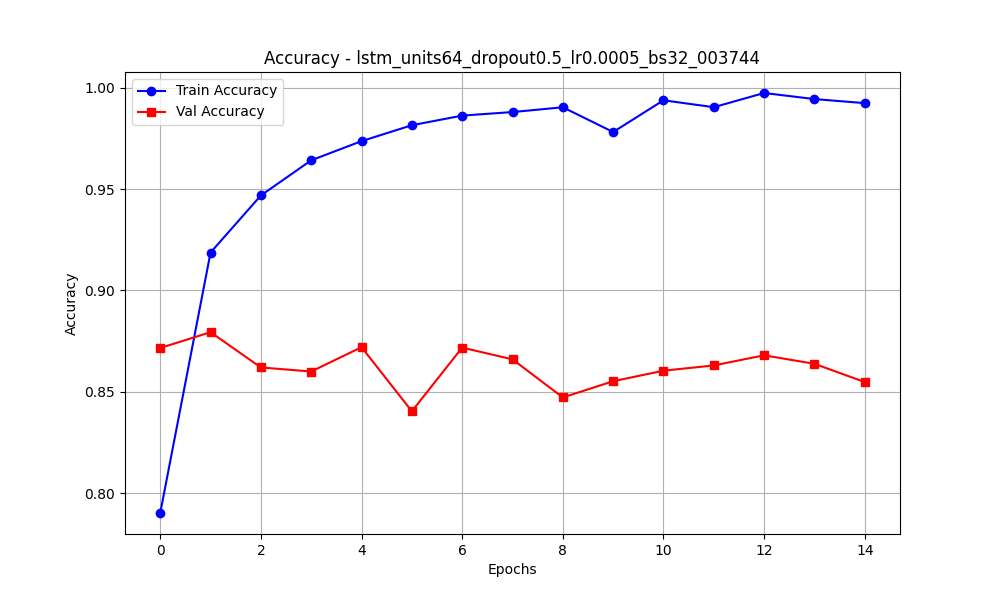 Accuracy - lstm_units64_dropout0.5_lr0.0005_bs32_003744
Train Accuracy
Val Accuracy
1.00
0.95
0.90
0.85
0.80
Accuracy
0 2 4 6 8 10 12 14
Epochs